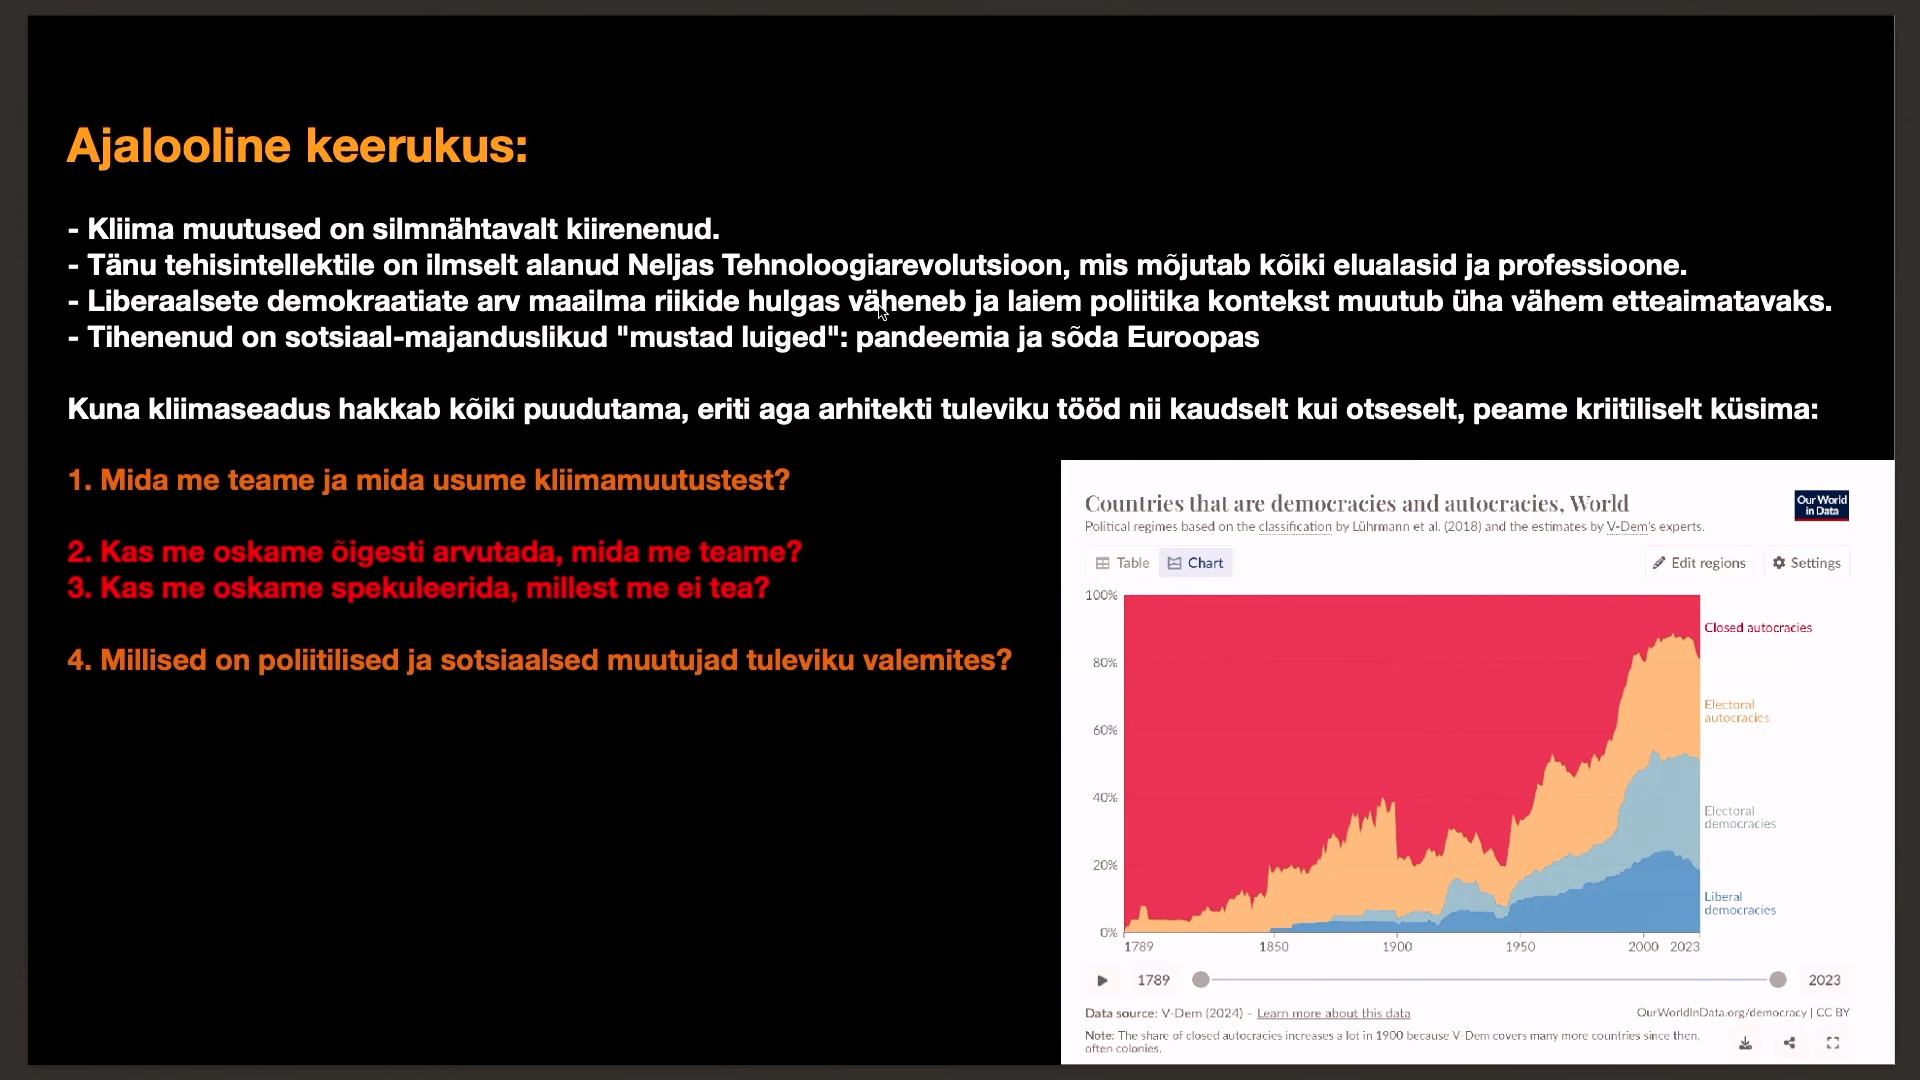 Ajalooline keerukus:
- Kliima muutused on silmnähtavalt kiirenenud.
- Tänu tehisintellektile on ilmselt alanud Neljas Tehnoloogiarevolutsioon, mis mõjutab kõiki elualasid ja professioone.
- Liberaalsete demokraatiate arv maailma riikide hulgas väheneb ja laiem poliitika kontekst muutub üha vähem etteaimatavaks.
- Tihenenud on sotsiaal-majanduslikud "mustad luiged": pandeemia ja sõda Euroopas
Kuna kliimaseadus hakkab kõiki puudutama, eriti aga arhitekti tuleviku tööd nii kaudselt kui otseselt, peame kriitiliselt küsima:
1. Mida me teame ja mida usume kliimamuutustest?
2. Kas me oskame õigesti arvutada, mida me teame?
3. Kas me oskame spekuleerida, millest me ei tea?
4. Millised on poliitilised ja sotsiaalsed muutujad tuleviku valemites?
Countries that are democracies and autocracies, World
Our World
in Data
Political regimes based on the classification by Lührmann et al. (2018) and the estimates by V-Dem's experts.
Table Chart Edit regions Settings
100%
80%
60%
40%
20%
0%
Closed autocracies
Electoral
autocracies
Electoral
democracies
Liberal
democracies
1789 1850 1900 1950 2000 2023
1789 2023
Data source: V-Dem (2024) – Learn more about this data
OurWorldInData.org/democracy | CC BY
Note: The share of closed autocracies increases a lot in 1900 because V-Dem covers many more countries since then,
often colonies.